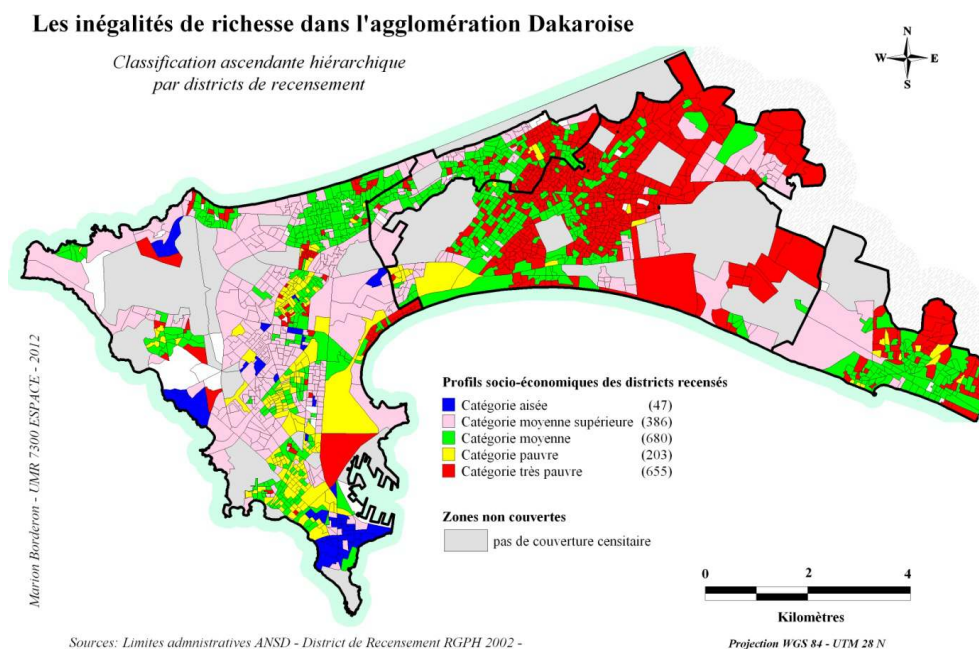 Les inégalités de richesse dans l'agglomération Dakaroise
Classification ascendante hiérarchique
par districts de recensement
N
W E
S
Profils socio-économiques des districts recensés
Catégorie aisée (47)
Catégorie moyenne supérieure (386)
Catégorie moyenne (680)
Catégorie pauvre (203)
Catégorie très pauvre (655)
Zones non couvertes
pas de couverture censitaire
0 2 4
Kilomètres
Marion Borderon - UMR 7300 ESPACE - 2012
Sources: Limites admnistratives ANSD - District de Recensement RGPH 2002 -
Projection WGS 84 - UTM 28 N